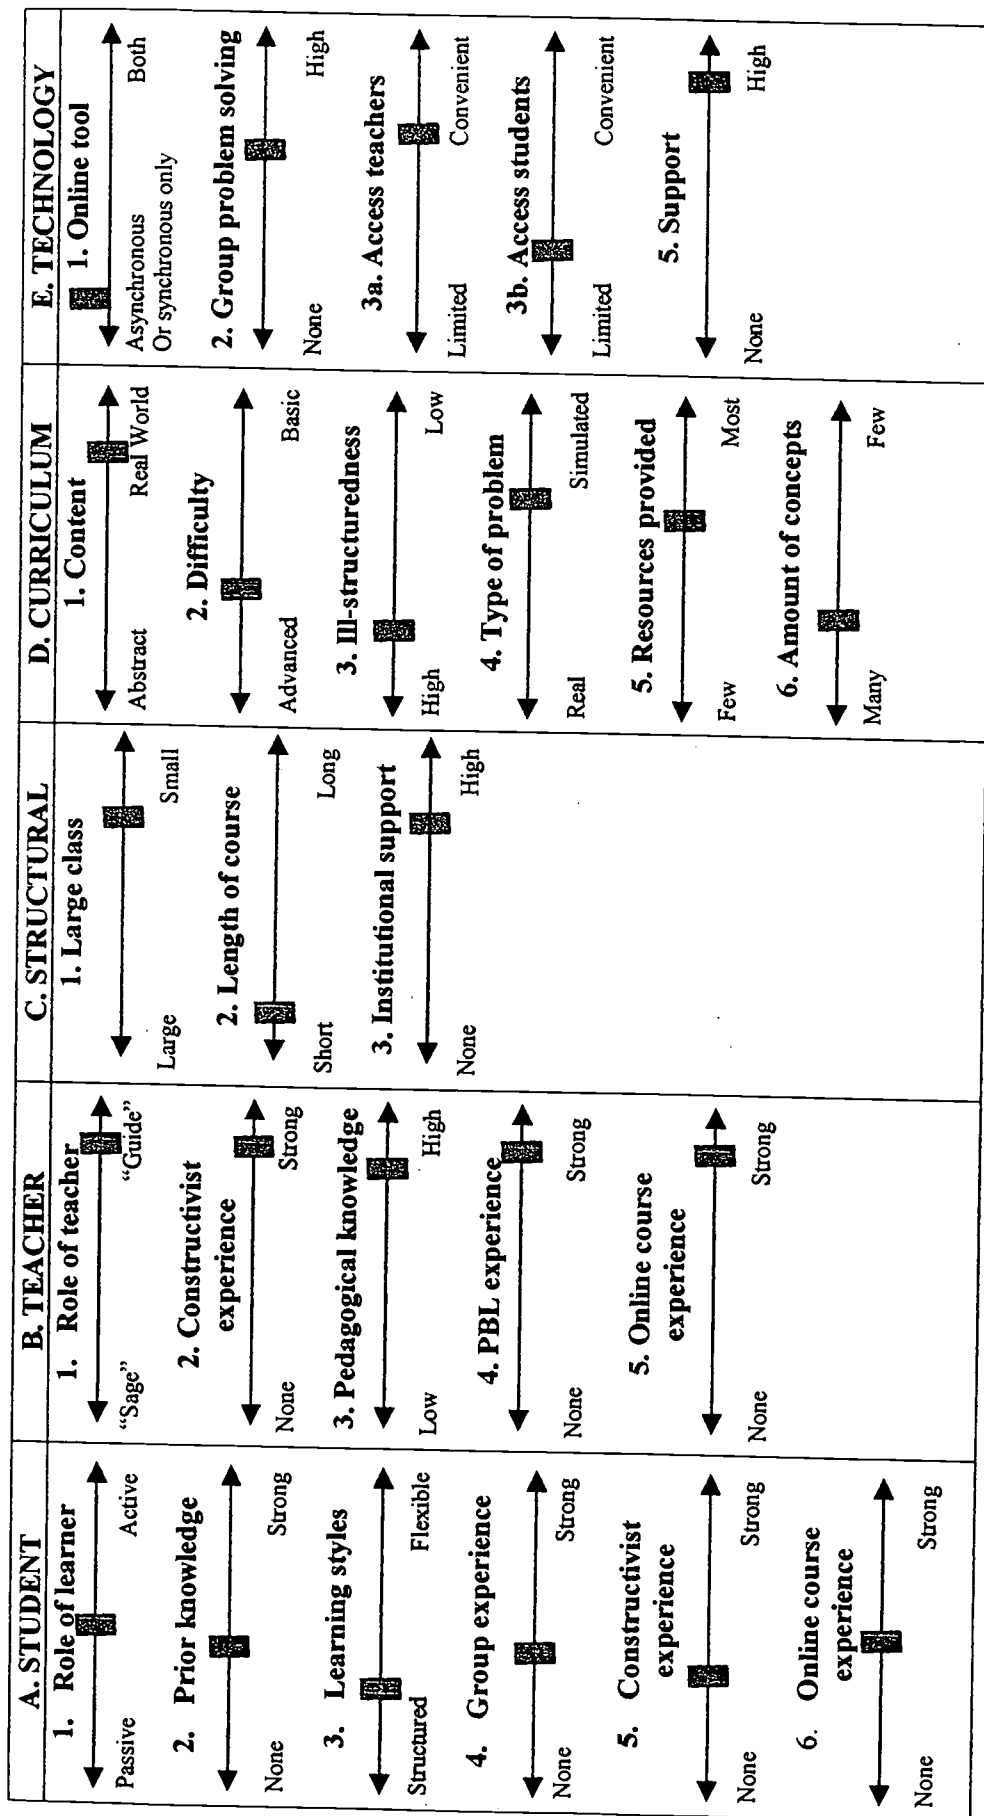 A. STUDENT
1. Role of learner
Passive Active
2. Prior knowledge
None Strong
3. Learning styles
Structured Flexible
4. Group experience
None Strong
5. Constructivist
experience
None Strong
6. Online course
experience
None Strong
B. TEACHER
1. Role of teacher
“Sage” “Guide”
2. Constructivist
experience
None Strong
3. Pedagogical knowledge
Low High
4. PBL experience
None Strong
5. Online course
experience
None Strong
C. STRUCTURAL
1. Large class
Large Small
2. Length of course
Short Long
3. Institutional support
None High
D. CURRICULUM
1. Content
Abstract Real World
2. Difficulty
Advanced Basic
3. Ill-structuredness
High Low
4. Type of problem
Real Simulated
5. Resources provided
Few Most
6. Amount of concepts
Many Few
E. TECHNOLOGY
1. Online tool
Asynchronous Both
Or synchronous only
2. Group problem solving
None High
3a. Access teachers
Limited Convenient
3b. Access students
Limited Convenient
5. Support
None High